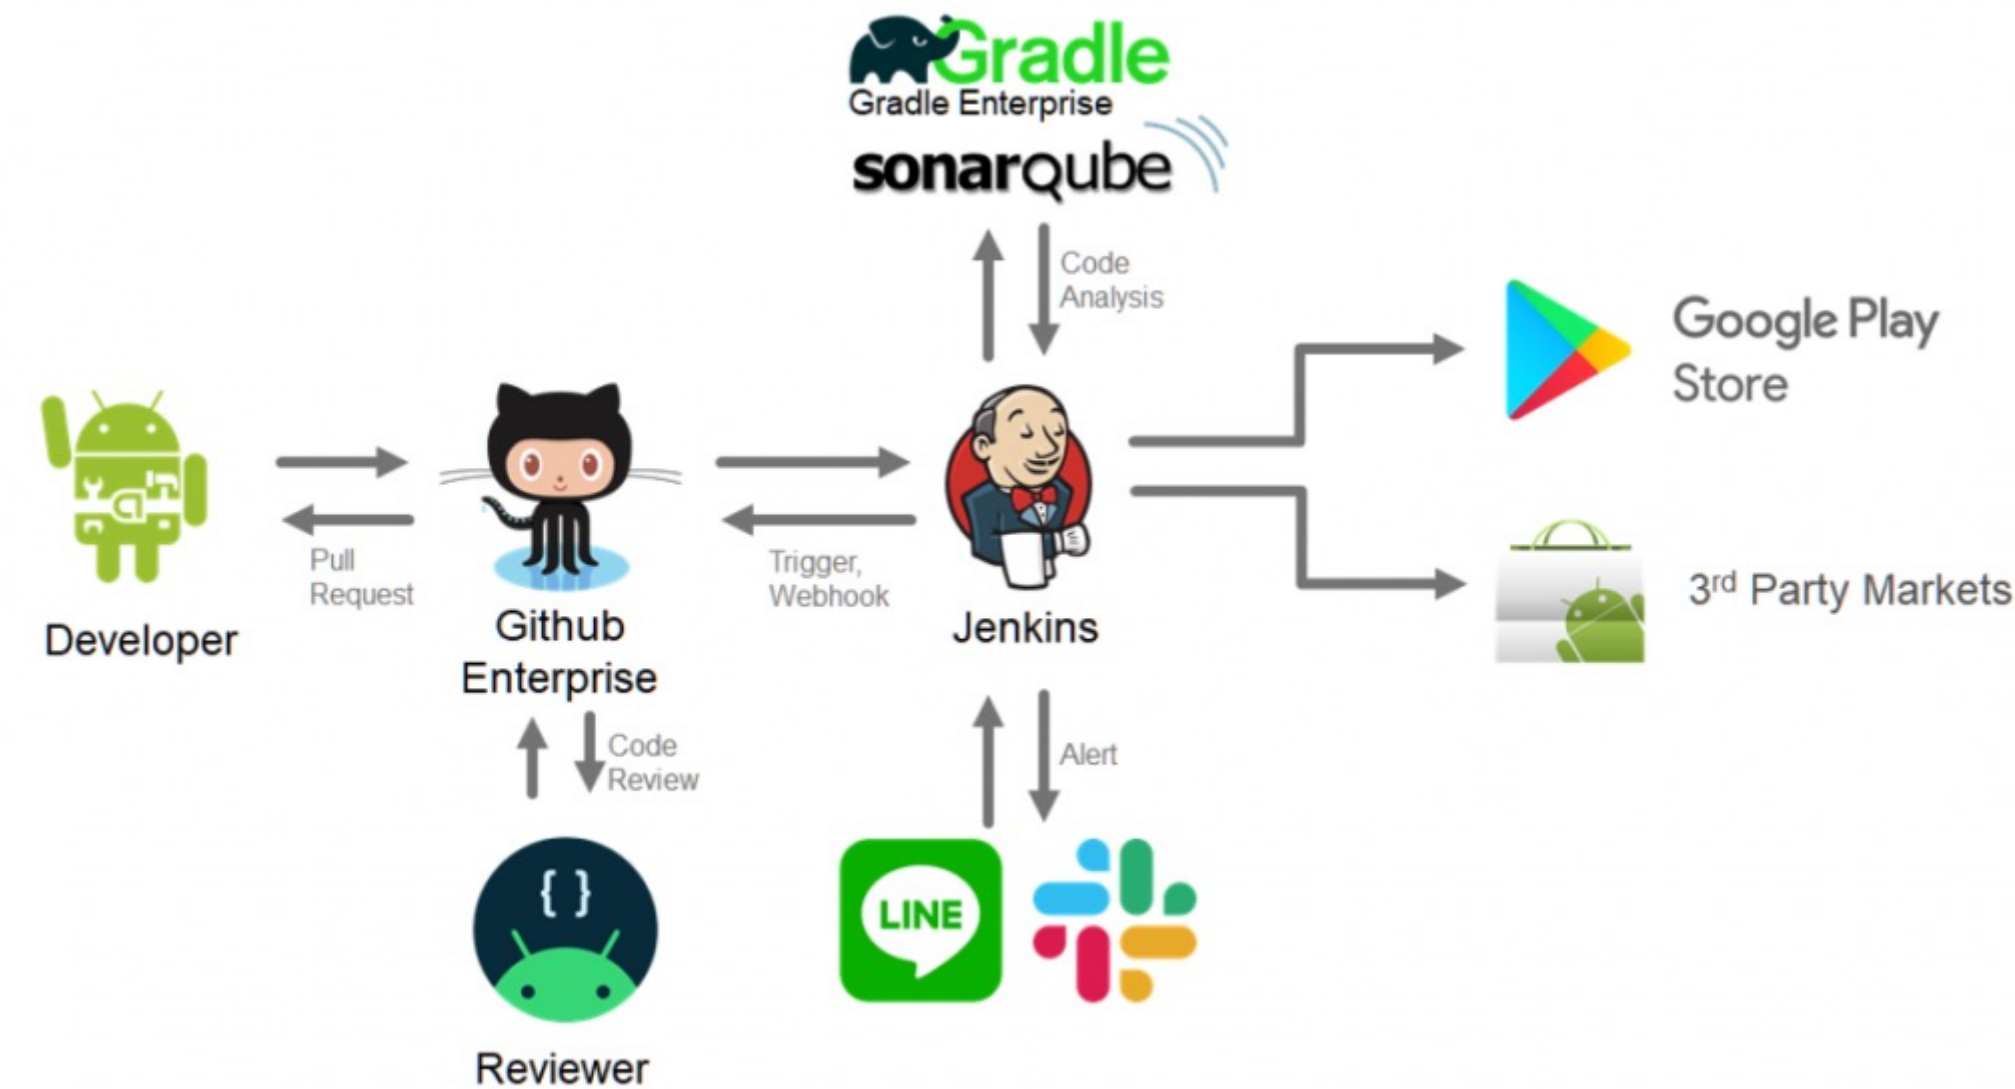 Gradle
Gradle Enterprise
sonarqube
Code
Analysis
Google Play
Store
Pull
Request
Trigger,
Webhook
Developer
Github
Enterprise
Jenkins
3rd Party Markets
Code
Review
Alert
{ }
LINE
Reviewer